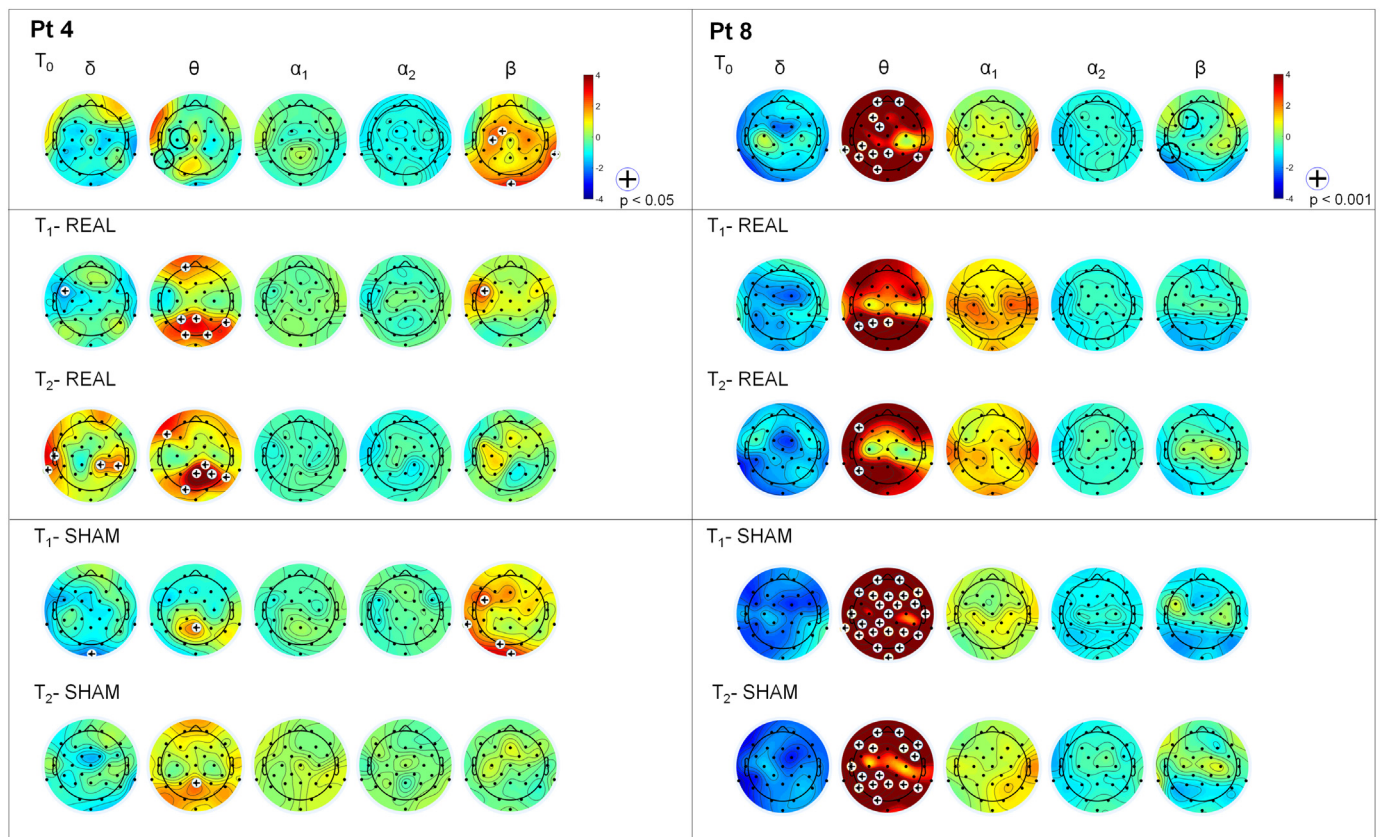 Pt 4
T0
δ θ α1 α2 β
4
2
0
-2
-4
p < 0.05
T1- REAL
T2- REAL
T1- SHAM
T2- SHAM
Pt 8
T0
δ θ α1 α2 β
4
2
0
-2
-4
p < 0.001
T1- REAL
T2- REAL
T1- SHAM
T2- SHAM